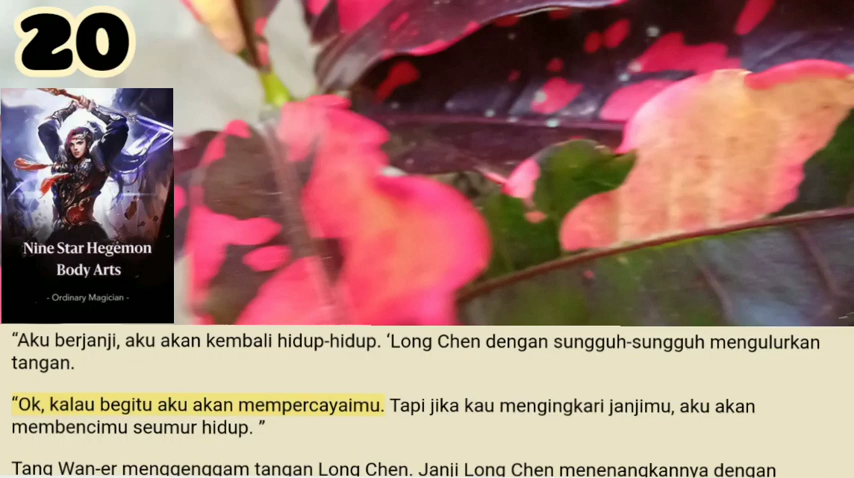 20
Nine Star Hegemon
Body Arts
- Ordinary Magician -
“Aku berjanji, aku akan kembali hidup-hidup. ‘Long Chen dengan sungguh-sungguh mengulurkan
tangan.
“Ok, kalau begitu aku akan mempercayaimu. Tapi jika kau mengingkari janjimu, aku akan
membencimu seumur hidup. ”
Tang Wan-er menggenggam tangan Long Chen. Janji Long Chen menenangkannya dengan